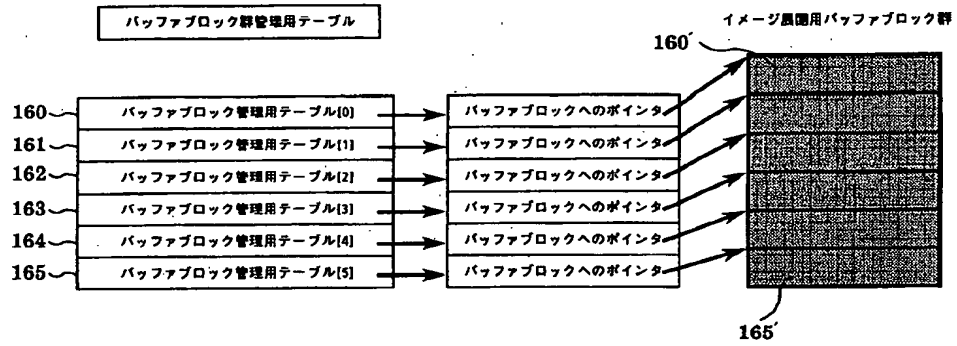 バッファブロック群管理用テーブル
イメージ展開用バッファブロック群
160´
160 バッファブロック管理用テーブル[0] バッファブロックへのポインタ
161 バッファブロック管理用テーブル[1] バッファブロックへのポインタ
162 バッファブロック管理用テーブル[2] バッファブロックへのポインタ
163 バッファブロック管理用テーブル[3] バッファブロックへのポインタ
164 バッファブロック管理用テーブル[4] バッファブロックへのポインタ
165 バッファブロック管理用テーブル[5] バッファブロックへのポインタ
165´